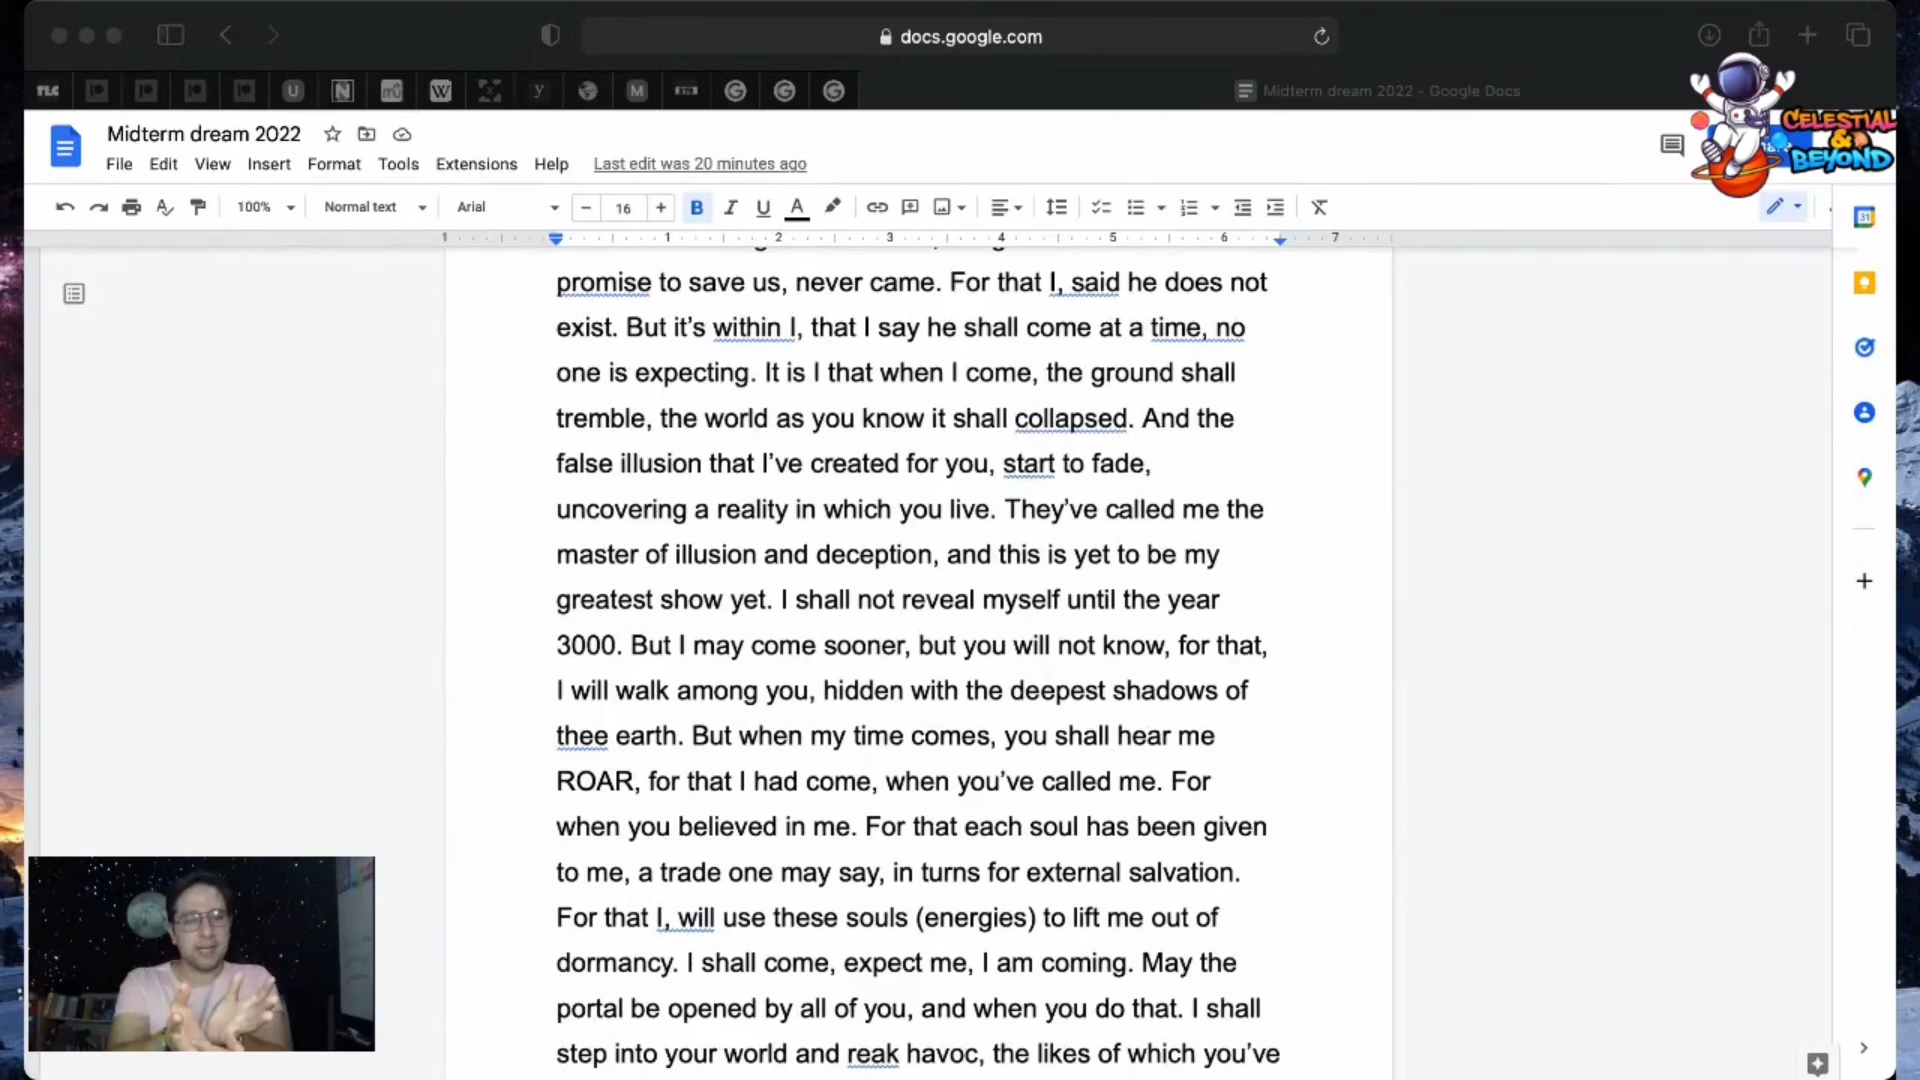 docs.google.com
TLC
U
N
mü
W
y
M
G
G
G
Midterm dream 2022 - Google Docs
CELESTIAL
&
BEYOND
Midterm dream 2022
File Edit View Insert Format Tools Extensions Help Last edit was 20 minutes ago
100% Normal text Arial 16 B I U A
1 1 2 3 4 5 6 7
31
promise to save us, never came. For that I, said he does not
exist. But it’s within I, that I say he shall come at a time, no
one is expecting. It is I that when I come, the ground shall
tremble, the world as you know it shall collapsed. And the
false illusion that I’ve created for you, start to fade,
uncovering a reality in which you live. They’ve called me the
master of illusion and deception, and this is yet to be my
greatest show yet. I shall not reveal myself until the year
3000. But I may come sooner, but you will not know, for that,
I will walk among you, hidden with the deepest shadows of
thee earth. But when my time comes, you shall hear me
ROAR, for that I had come, when you’ve called me. For
when you believed in me. For that each soul has been given
to me, a trade one may say, in turns for external salvation.
For that I, will use these souls (energies) to lift me out of
dormancy. I shall come, expect me, I am coming. May the
portal be opened by all of you, and when you do that. I shall
step into your world and reak havoc, the likes of which you’ve